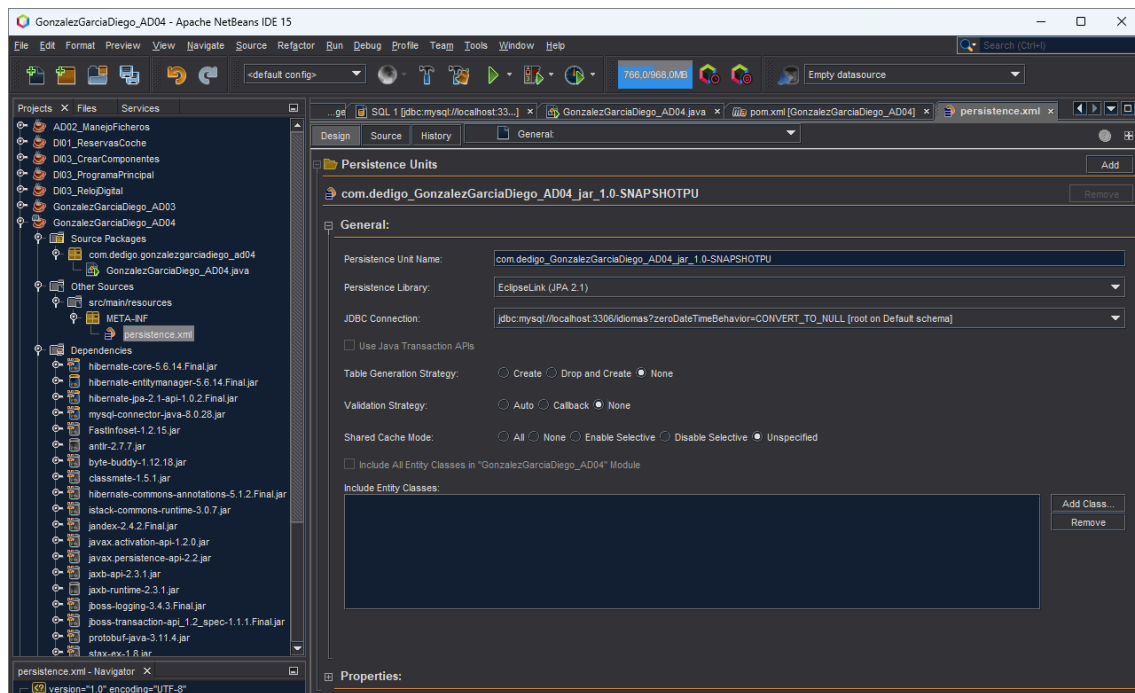 GonzalezGarciaDiego_AD04 - Apache NetBeans IDE 15
File Edit Format Preview View Navigate Source Refactor Run Debug Profile Team Tools Window Help
Search (Ctrl+I)
<default config>
766,0/968,0MB
Empty datasource
Projects Files Services
AD02_ManejoFicheros
DI01_ReservasCoche
DI03_CrearComponentes
DI03_ProgramaPrincipal
DI03_RelojDigital
GonzalezGarciaDiego_AD03
GonzalezGarciaDiego_AD04
Source Packages
com.dedigo.gonzalezgarciadiego_ad04
GonzalezGarciaDiego_AD04.java
Other Sources
src/main/resources
META-INF
persistence.xml
Dependencies
hibernate-core-5.6.14.Final.jar
hibernate-entitymanager-5.6.14.Final.jar
hibernate-jpa-2.1-api-1.0.2.Final.jar
mysql-connector-java-8.0.28.jar
FastInfoset-1.2.15.jar
antlr-2.7.7.jar
byte-buddy-1.12.18.jar
classmate-1.5.1.jar
hibernate-commons-annotations-5.1.2.Final.jar
istack-commons-runtime-3.0.7.jar
jandex-2.4.2.Final.jar
javax.activation-api-1.2.0.jar
javax.persistence-api-2.2.jar
jaxb-api-2.3.1.jar
jaxb-runtime-2.3.1.jar
jboss-logging-3.4.3.Final.jar
jboss-transaction-api_1.2_spec-1.1.1.Final.jar
protobuf-java-3.11.4.jar
stax-ex-1.8.jar
persistence.xml - Navigator
version="1.0" encoding="UTF-8"
...ge SQL 1 [jdbc:mysql://localhost:33...] GonzalezGarciaDiego_AD04.java pom.xml [GonzalezGarciaDiego_AD04] persistence.xml
Design Source History General:
Persistence Units Add
com.dedigo_GonzalezGarciaDiego_AD04_jar_1.0-SNAPSHOTPU Remove
General:
Persistence Unit Name: com.dedigo_GonzalezGarciaDiego_AD04_jar_1.0-SNAPSHOTPU
Persistence Library: EclipseLink (JPA 2.1)
JDBC Connection: jdbc:mysql://localhost:3306/idiomas?zeroDateTimeBehavior=CONVERT_TO_NULL [root on Default schema]
Use Java Transaction APIs
Table Generation Strategy: Create Drop and Create None
Validation Strategy: Auto Callback None
Shared Cache Mode: All None Enable Selective Disable Selective Unspecified
Include All Entity Classes in "GonzalezGarciaDiego_AD04" Module
Include Entity Classes:
Add Class...
Remove
Properties: